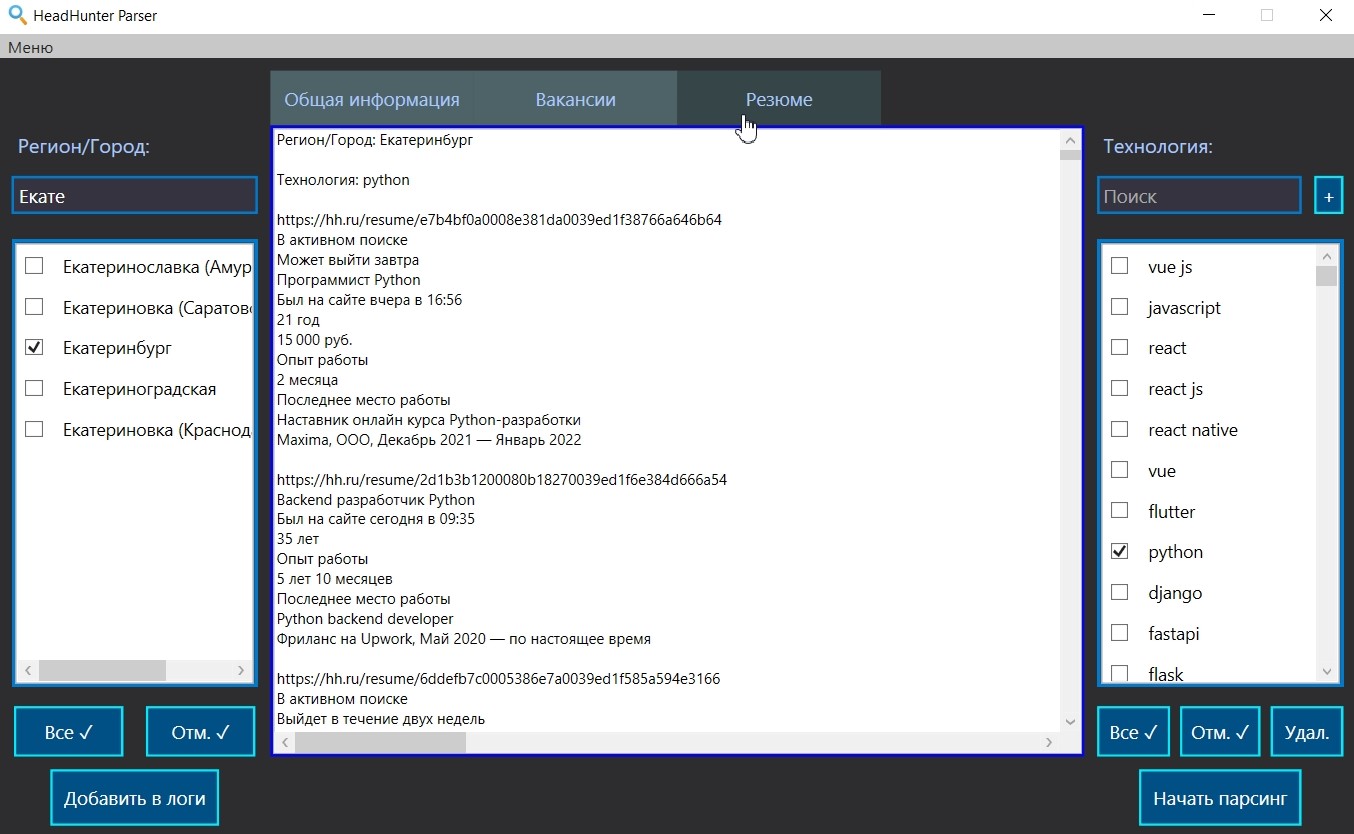 HeadHunter Parser
Меню
Общая информация
Вакансии
Резюме
Регион/Город:
Екате
Екатеринославка (Амур
Екатериновка (Саратов
Екатеринбург
Екатериноградская
Екатериновка (Краснод
Все ✓
Отм. ✓
Добавить в логи
Регион/Город: Екатеринбург
Технология: python
https://hh.ru/resume/e7b4bf0a0008e381da0039ed1f38766a646b64
В активном поиске
Может выйти завтра
Программист Python
Был на сайте вчера в 16:56
21 год
15 000 руб.
Опыт работы
2 месяца
Последнее место работы
Наставник онлайн курса Python-разработки
Maxima, ООО, Декабрь 2021 — Январь 2022
https://hh.ru/resume/2d1b3b1200080b18270039ed1f6e384d666a54
Backend разработчик Python
Был на сайте сегодня в 09:35
35 лет
Опыт работы
5 лет 10 месяцев
Последнее место работы
Python backend developer
Фриланс на Upwork, Май 2020 — по настоящее время
https://hh.ru/resume/6ddefb7c0005386e7a0039ed1f585a594e3166
В активном поиске
Выйдет в течение двух недель
Технология:
Поиск
+
vue js
javascript
react
react js
react native
vue
flutter
python
django
fastapi
flask
Все ✓
Отм. ✓
Удал.
Начать парсинг